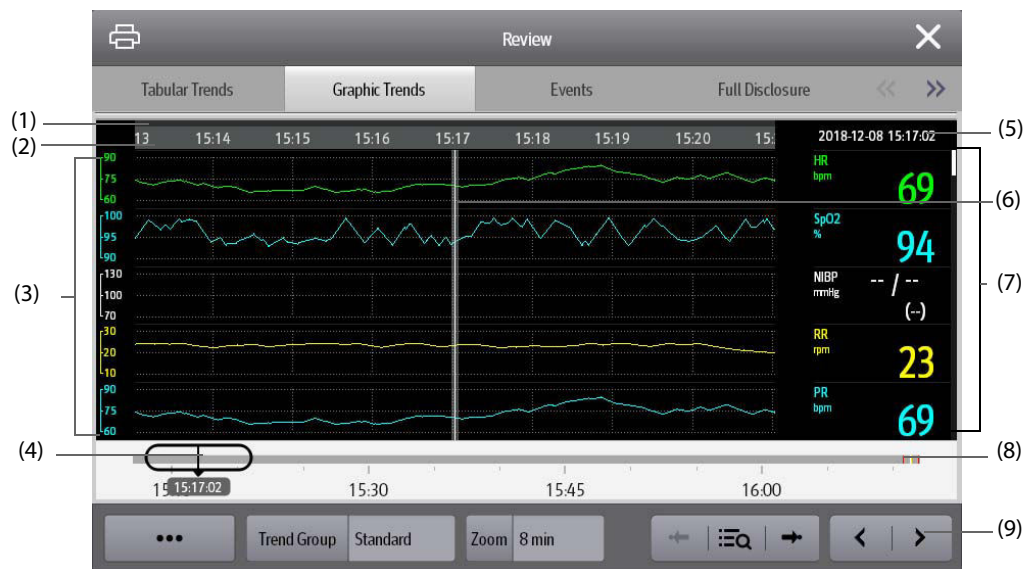 Review
Tabular Trends Graphic Trends Events Full Disclosure
(1)
(2)
13 15:14 15:15 15:16 15:17 15:18 15:19 15:20 15:
2018-12-08 15:17:02
(5)
90
75
60
HR
bpm
69
(6)
100
95
90
SpO2
%
94
(3)
130
100
70
NIBP
mmHg
-- / --
(--)
(7)
30
20
10
RR
rpm
23
90
75
60
PR
bpm
69
(4)
(8)
15:17:02
15:30 15:45 16:00
••• Trend Group Standard Zoom 8 min
(9)